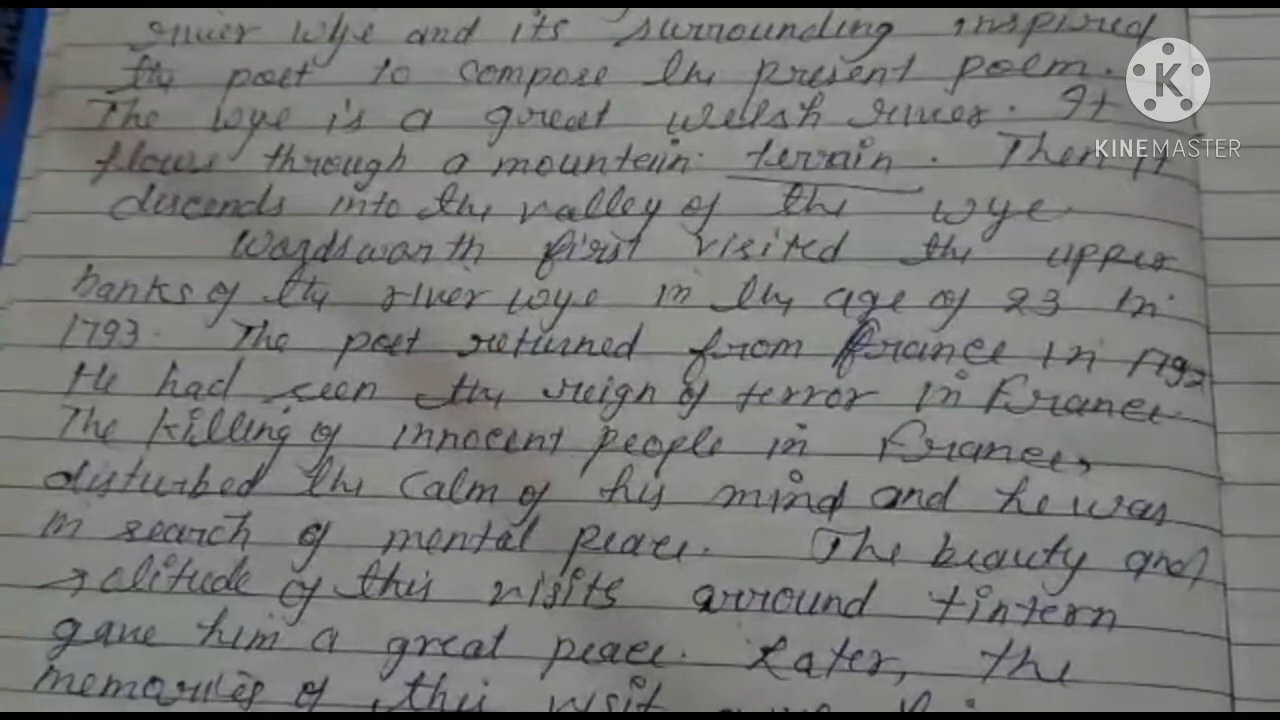 river wye and its surrounding inspired
the poet to compose the present poem.
The wye is a great welsh river. It
flows through a mountain terrain. Then it
descends into the valley of the wye.
Wordsworth first visited the upper
banks of the river wye in the age of 23 in
1793. The poet returned from France in 1792
He had seen the reign of terror in France
The killing of innocent people in France,
disturbed the calm of his mind and he was
in search of mental peace. The beauty and
slitude of this visits arround tintern
gave him a great peace. Later, the
memories of this visit
K
KINEMASTER